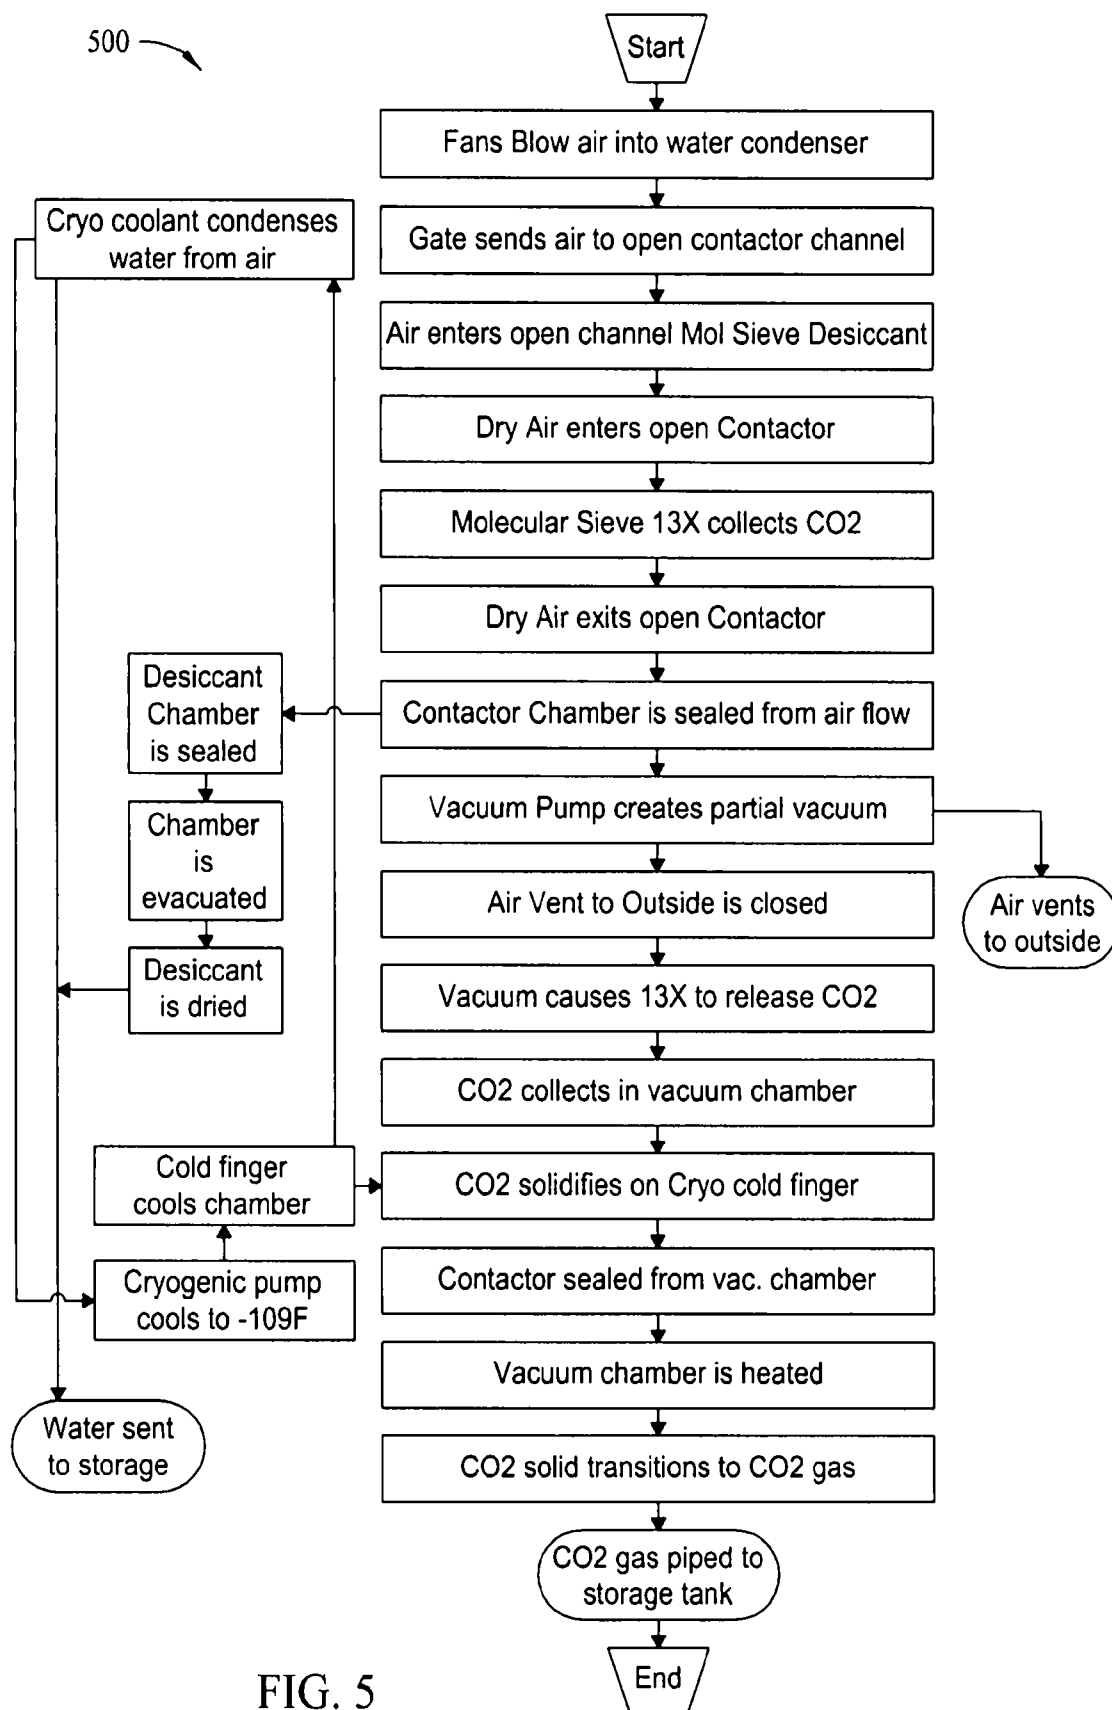 500
Start
Fans Blow air into water condenser
Cryo coolant condenses
water from air
Gate sends air to open contactor channel
Air enters open channel Mol Sieve Desiccant
Dry Air enters open Contactor
Molecular Sieve 13X collects CO2
Dry Air exits open Contactor
Desiccant
Chamber
is sealed
Contactor Chamber is sealed from air flow
Vacuum Pump creates partial vacuum
Chamber
is
evacuated
Air Vent to Outside is closed
Air vents
to outside
Desiccant
is dried
Vacuum causes 13X to release CO2
CO2 collects in vacuum chamber
Cold finger
cools chamber
CO2 solidifies on Cryo cold finger
Cryogenic pump
cools to -109F
Contactor sealed from vac. chamber
Vacuum chamber is heated
Water sent
to storage
CO2 solid transitions to CO2 gas
CO2 gas piped to
storage tank
End
FIG. 5